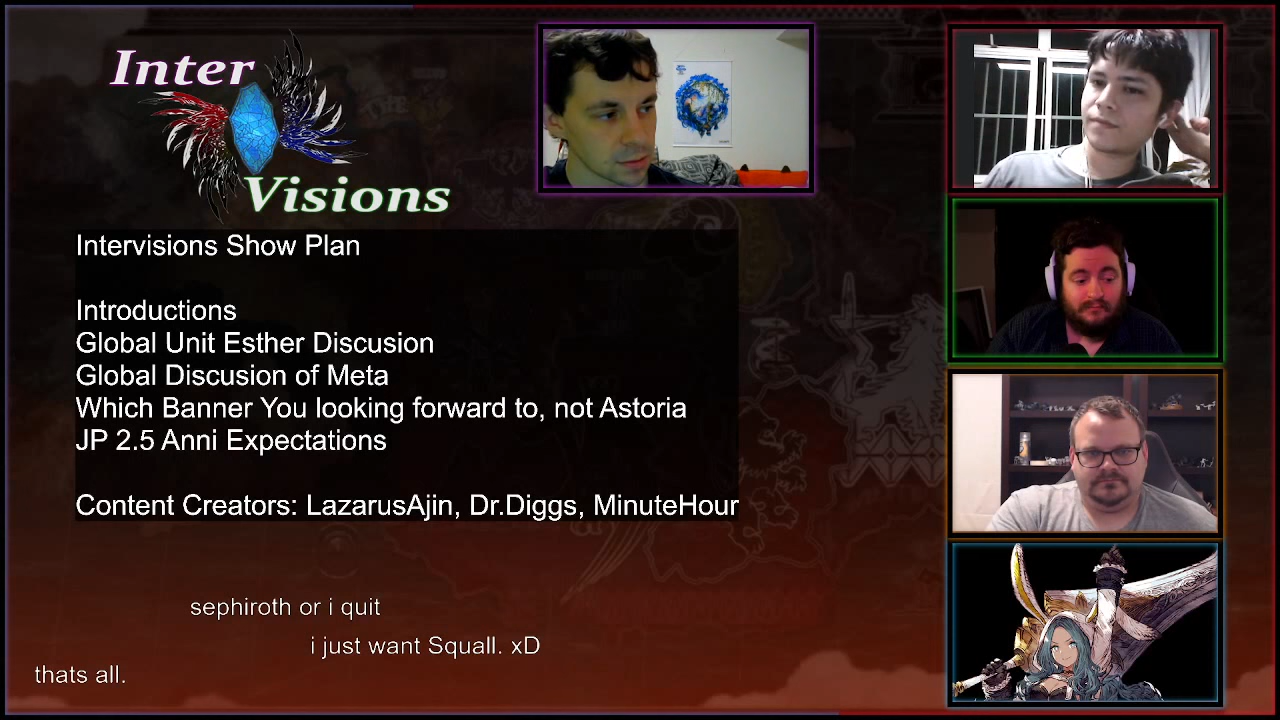 Inter
Visions
Intervisions Show Plan
Introductions
Global Unit Esther Discusion
Global Discusion of Meta
Which Banner You looking forward to, not Astoria
JP 2.5 Anni Expectations
Content Creators: LazarusAjin, Dr.Diggs, MinuteHour
sephiroth or i quit
i just want Squall. xD
thats all.